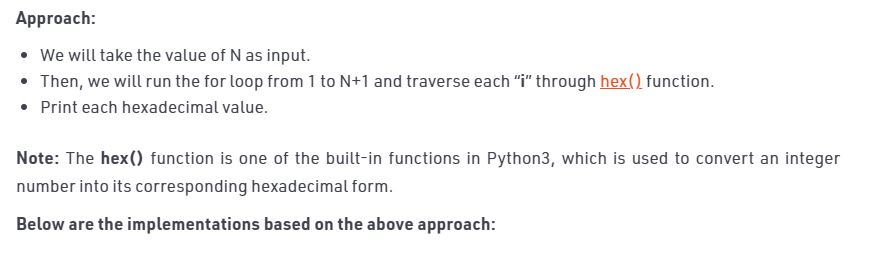 Approach:
• We will take the value of N as input.
• Then, we will run the for loop from 1 to N+1 and traverse each “i” through hex() function.
• Print each hexadecimal value.
Note: The hex() function is one of the built-in functions in Python3, which is used to convert an integer
number into its corresponding hexadecimal form.
Below are the implementations based on the above approach: